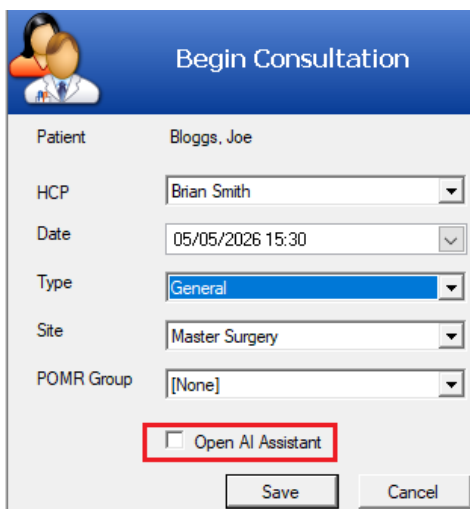 Begin Consultation
Patient Bloggs, Joe
HCP Brian Smith
Date 05/05/2026 15:30
Type General
Site Master Surgery
POMR Group [None]
Open AI Assistant
Save Cancel